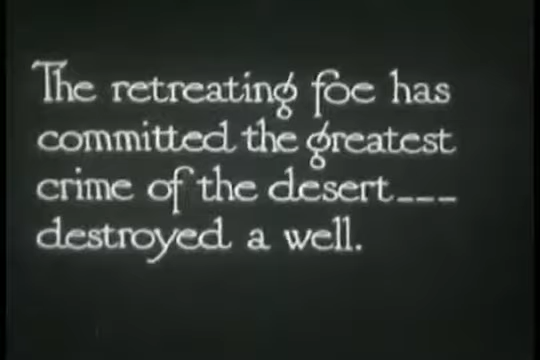 The retreating foe has
committed the greatest
crime of the desert---
destroyed a well.